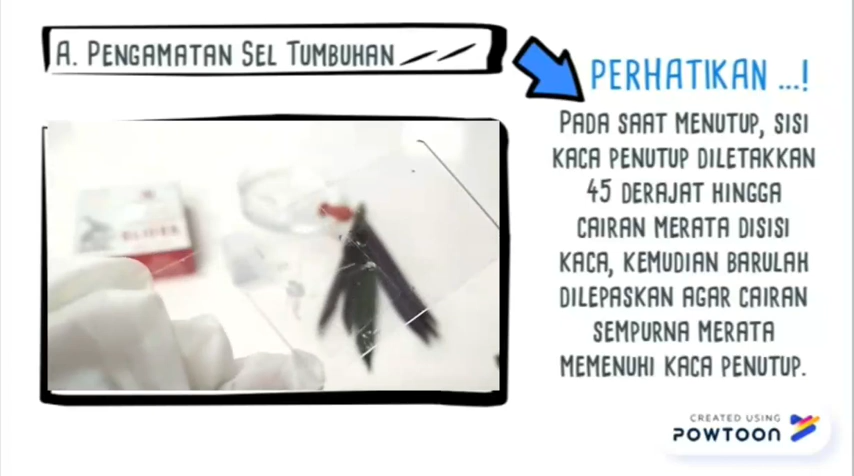 A. PENGAMATAN SEL TUMBUHAN
PERHATIKAN ...!
PADA SAAT MENUTUP, SISI
KACA PENUTUP DILETAKKAN
45 DERAJAT HINGGA
CAIRAN MERATA DISISI
KACA, KEMUDIAN BARULAH
DILEPASKAN AGAR CAIRAN
SEMPURNA MERATA
MEMENUHI KACA PENUTUP.
CREATED USING
POWTOON